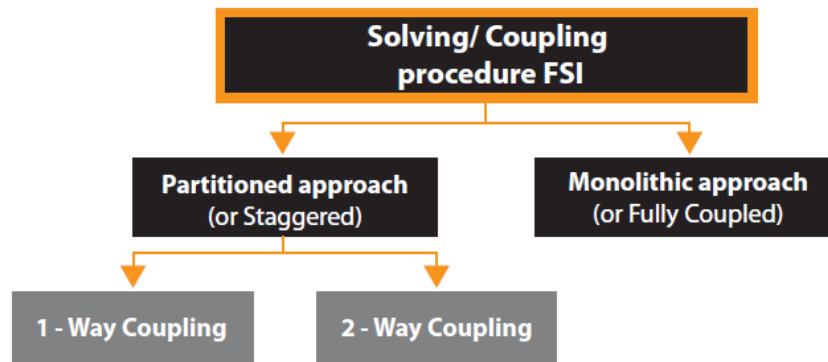 Solving/ Coupling
procedure FSI
Partitioned approach
(or Staggered)
Monolithic approach
(or Fully Coupled)
1 - Way Coupling
2 - Way Coupling